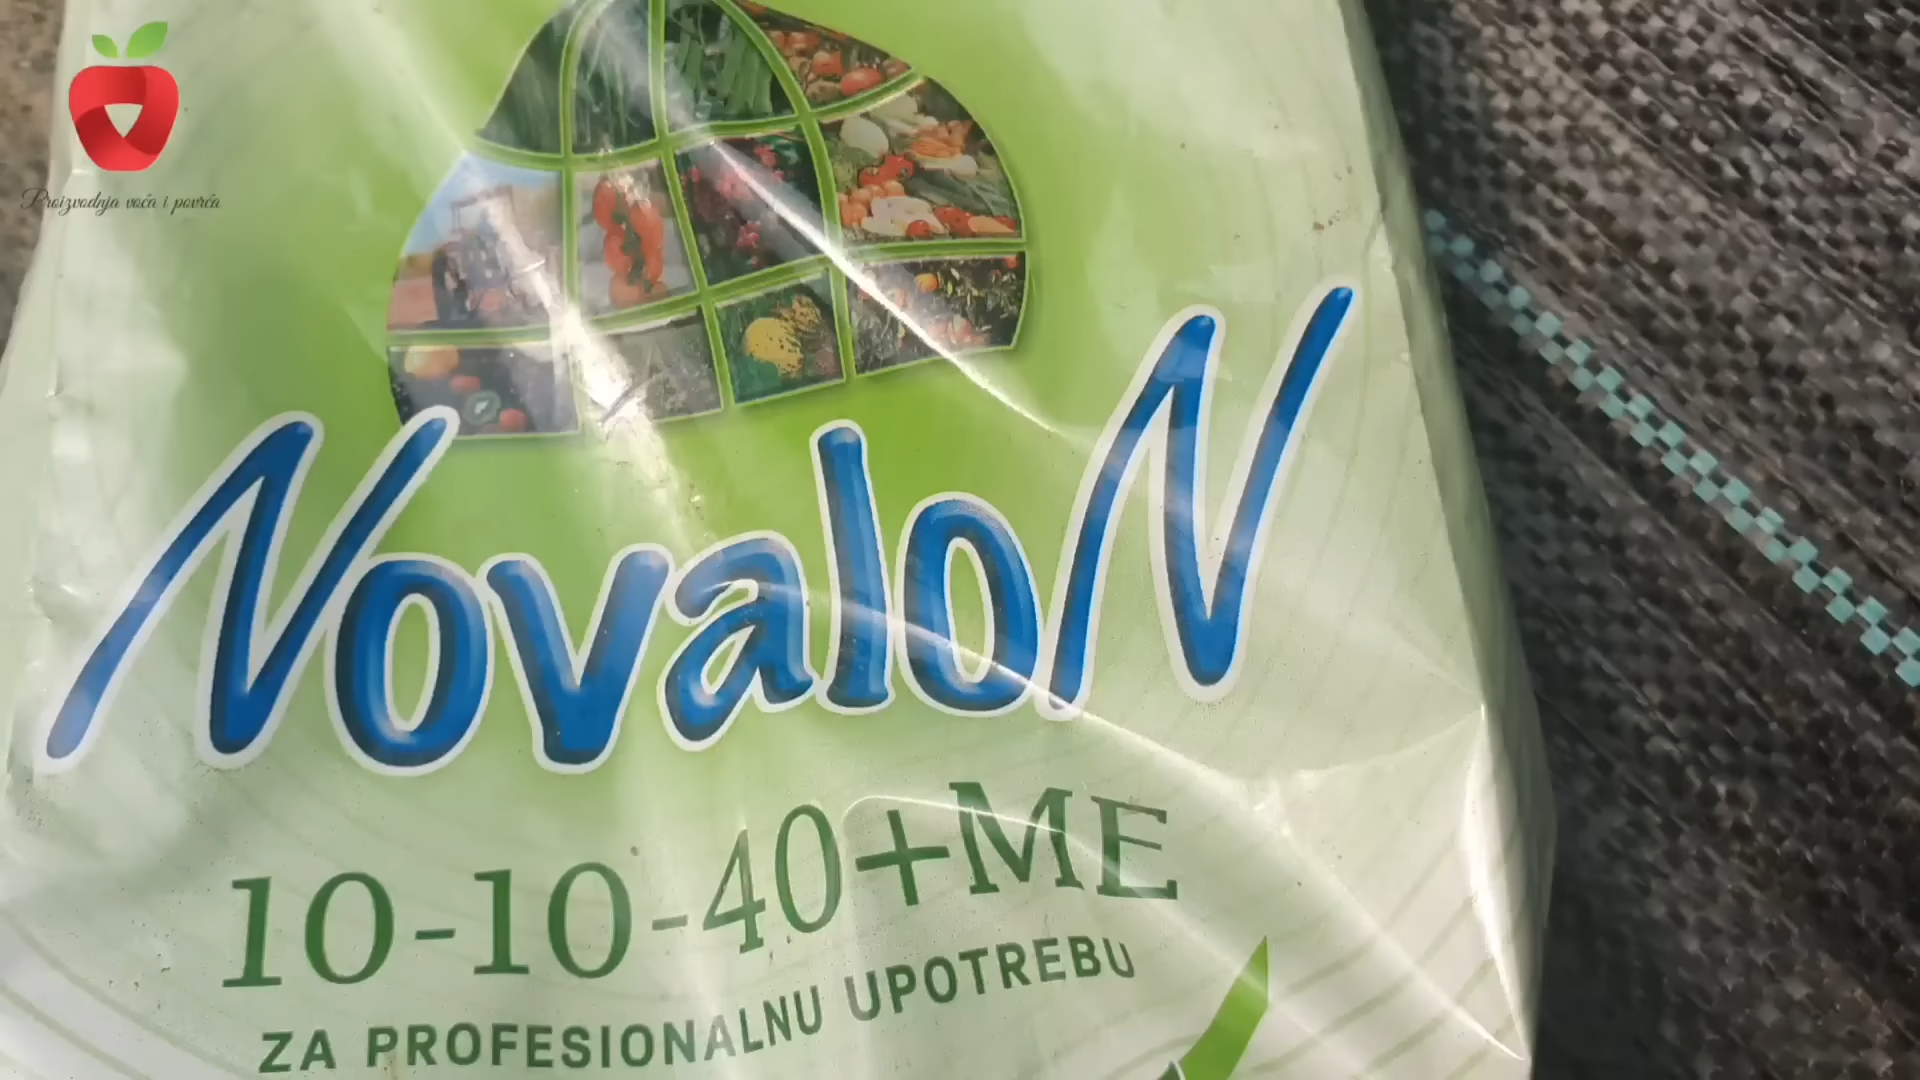 Proizvodnja voća i povrća
NovaloN
10-10-40+ME
ZA PROFESIONALNU UPOTREBU